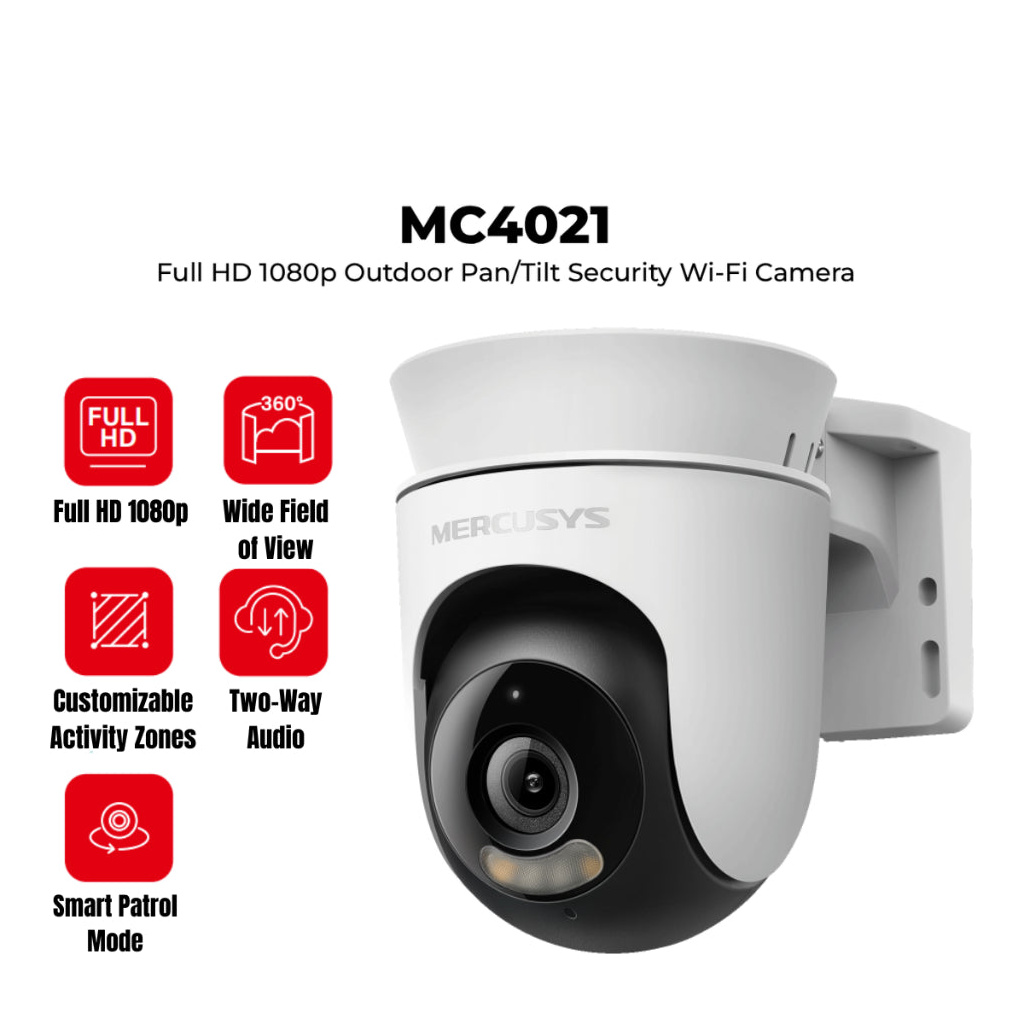 MC4021
Full HD 1080p Outdoor Pan/Tilt Security Wi-Fi Camera
FULL
HD
Full HD 1080p
360°
Wide Field
of View
Customizable
Activity Zones
Two-Way
Audio
Smart Patrol
Mode
MERCUSYS